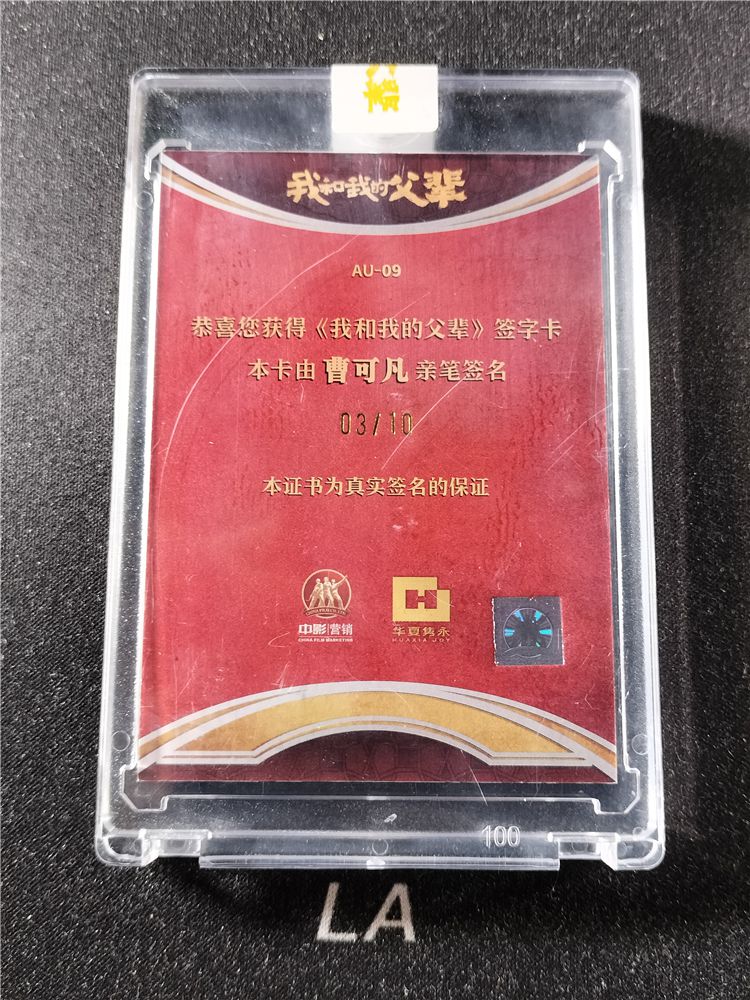 辈
我和我的父辈
AU-09
恭喜您获得《我和我的父辈》签字卡
本卡由 曹可凡 亲笔签名
03/10
本证书为真实签名的保证
中影|营销
CHINA FILM MARKETING
华夏隽永
HUAXIA JOY
100
LA